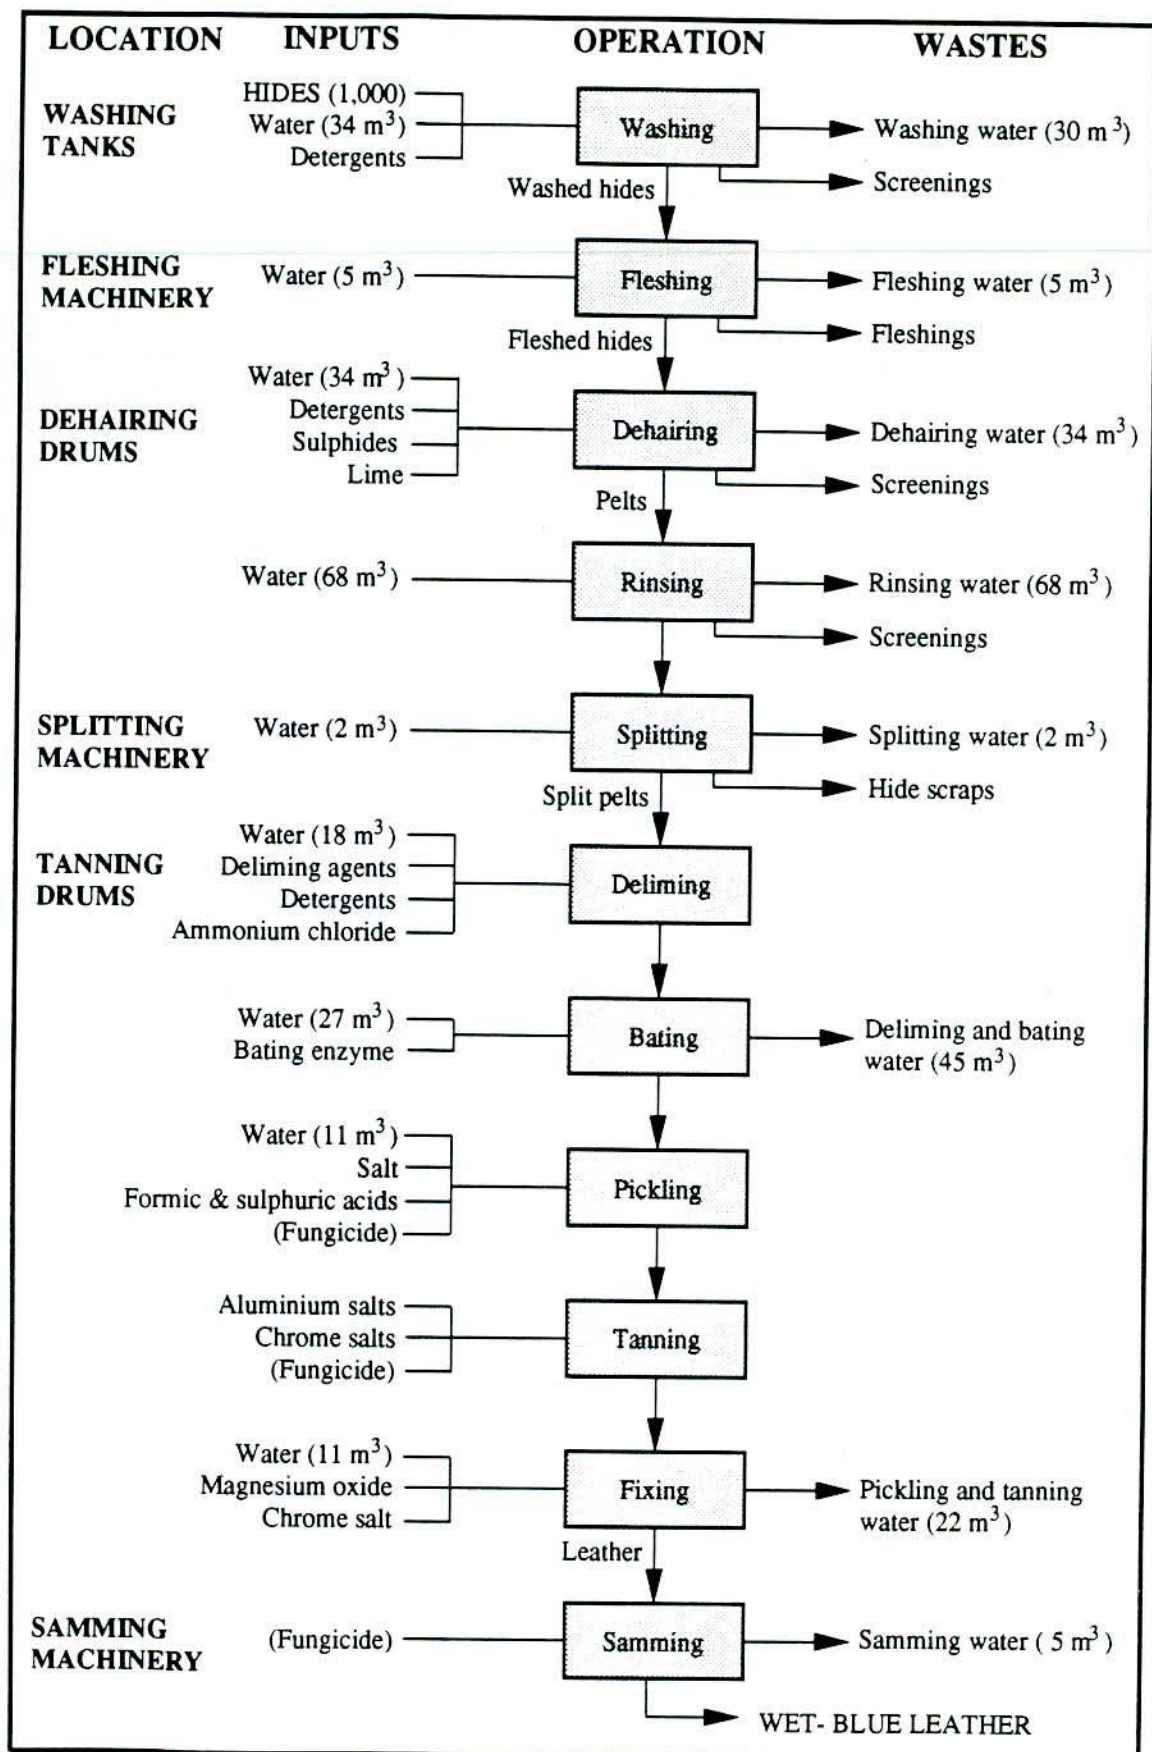 LOCATION INPUTS OPERATION WASTES
WASHING
TANKS
HIDES (1,000)
Water (34 m³)
Detergents
Washing
Washing water (30 m³)
Screenings
Washed hides
FLESHING
MACHINERY
Water (5 m³)
Fleshing
Fleshing water (5 m³)
Fleshings
Fleshed hides
DEHAIRING
DRUMS
Water (34 m³)
Detergents
Sulphides
Lime
Dehairing
Dehairing water (34 m³)
Screenings
Pelts
Water (68 m³)
Rinsing
Rinsing water (68 m³)
Screenings
SPLITTING
MACHINERY
Water (2 m³)
Splitting
Splitting water (2 m³)
Hide scraps
Split pelts
TANNING
DRUMS
Water (18 m³)
Deliming agents
Detergents
Ammonium chloride
Deliming
Water (27 m³)
Bating enzyme
Bating
Deliming and bating
water (45 m³)
Water (11 m³)
Salt
Formic & sulphuric acids
(Fungicide)
Pickling
Aluminium salts
Chrome salts
(Fungicide)
Tanning
Water (11 m³)
Magnesium oxide
Chrome salt
Fixing
Pickling and tanning
water (22 m³)
Leather
SAMMING
MACHINERY
(Fungicide)
Samming
Samming water ( 5 m³)
WET- BLUE LEATHER